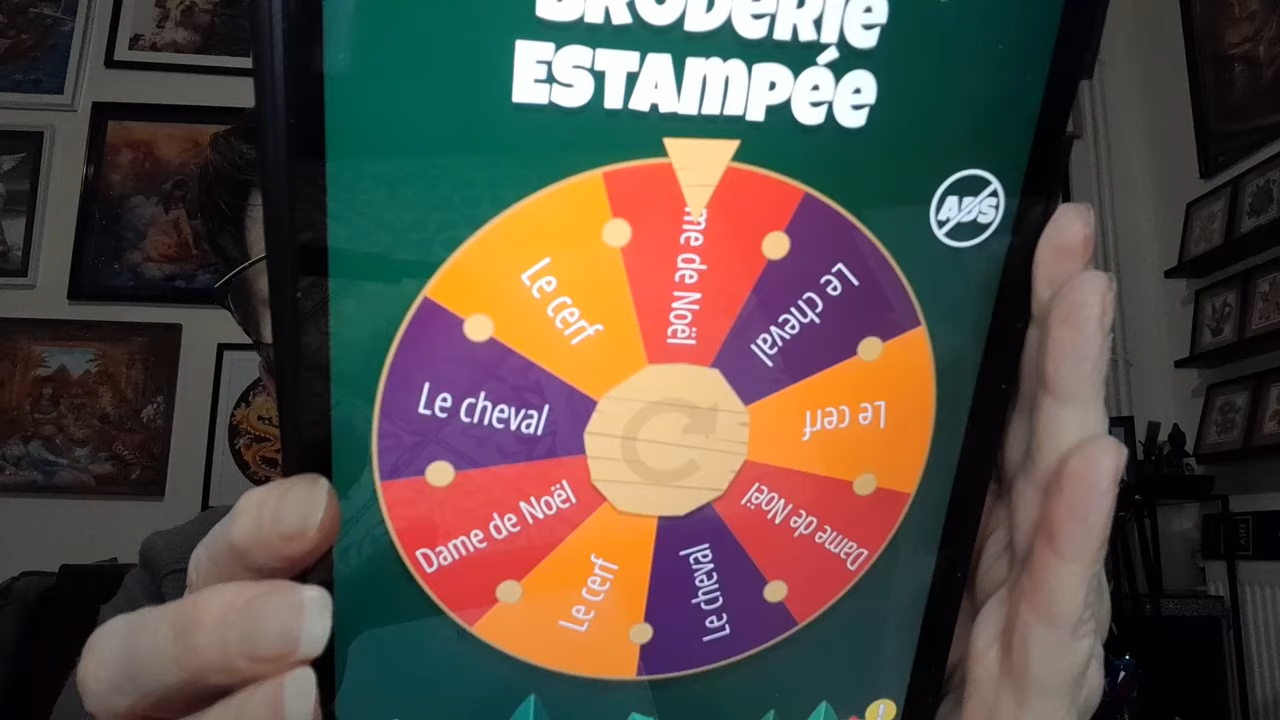 BRODERIE
ESTAMPÉE
ADS
me de Noël
Le cheval
Le cerf
Dame de Noël
Le cheval
Le cerf
Dame de Noël
Le cheval
Le cerf
!